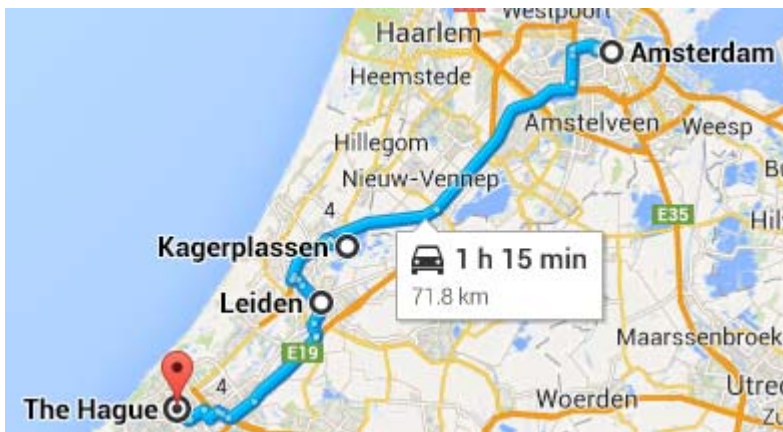 Westpoort
Haarlem
Amsterdam
Heemstede
Amstelveen
Weesp
Hillegom
Nieuw-Vennep
4
E35
Kagerplassen
1 h 15 min
71.8 km
Leiden
E19
Maarssenbroek
4
The Hague
Woerden